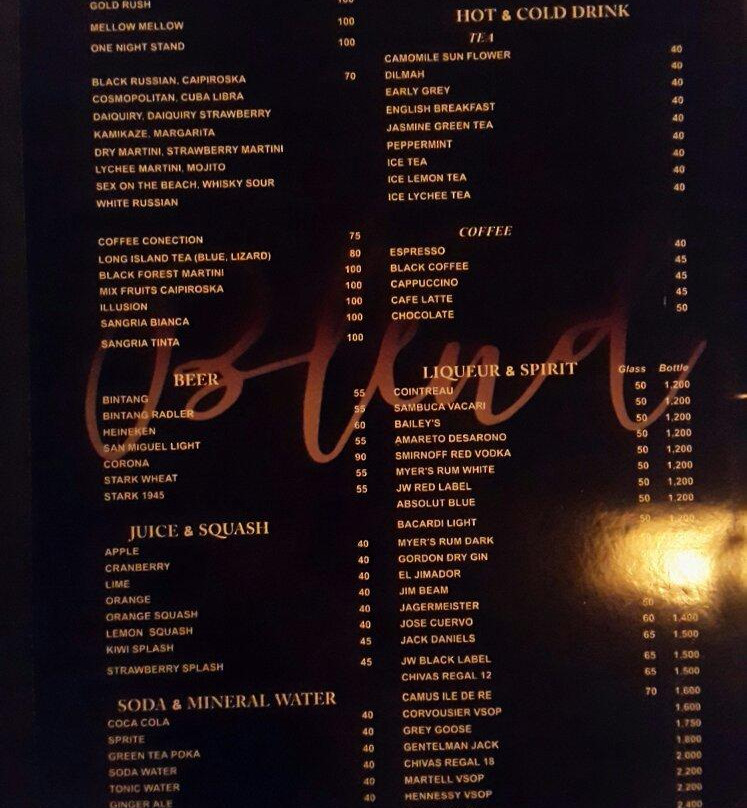 GOLD RUSH 100
MELLOW MELLOW 100
ONE NIGHT STAND 100
BLACK RUSSIAN, CAIPIROSKA 70
COSMOPOLITAN, CUBA LIBRA
DAIQUIRY, DAIQUIRY STRAWBERRY
KAMIKAZE, MARGARITA
DRY MARTINI, STRAWBERRY MARTINI
LYCHEE MARTINI, MOJITO
SEX ON THE BEACH, WHISKY SOUR
WHITE RUSSIAN
COFFEE CONECTION 75
LONG ISLAND TEA (BLUE, LIZARD) 80
BLACK FOREST MARTINI 100
MIX FRUITS CAIPIROSKA 100
ILLUSION 100
SANGRIA BIANCA 100
SANGRIA TINTA 100
BEER
BINTANG 55
BINTANG RADLER 55
HEINEKEN 60
SAN MIGUEL LIGHT 55
CORONA 90
STARK WHEAT 55
STARK 1945 55
JUICE & SQUASH
APPLE 40
CRANBERRY 40
LIME 40
ORANGE 40
ORANGE SQUASH 40
LEMON SQUASH 40
KIWI SPLASH 45
STRAWBERRY SPLASH 45
SODA & MINERAL WATER
COCA COLA 40
SPRITE 40
GREEN TEA POKA 40
SODA WATER 40
TONIC WATER 40
GINGER ALE 40
HOT & COLD DRINK
TEA
CAMOMILE SUN FLOWER 40
DILMAH 40
EARLY GREY 40
ENGLISH BREAKFAST 40
JASMINE GREEN TEA 40
PEPPERMINT 40
ICE TEA 40
ICE LEMON TEA 40
ICE LYCHEE TEA 40
COFFEE
ESPRESSO 40
BLACK COFFEE 45
CAPPUCCINO 45
CAFE LATTE 45
CHOCOLATE 50
Blend
LIQUEUR & SPIRIT Glass Bottle
COINTREAU 50 1,200
SAMBUCA VACARI 50 1,200
BAILEY'S 50 1,200
AMARETO DESARONO 50 1,200
SMIRNOFF RED VODKA 50 1,200
MYER'S RUM WHITE 50 1,200
JW RED LABEL 50 1,200
ABSOLUT BLUE 50 1,200
BACARDI LIGHT 50 1,200
MYER'S RUM DARK
GORDON DRY GIN
EL JIMADOR
JIM BEAM
JAGERMEISTER
JOSE CUERVO 60 1,400
JACK DANIELS 65 1,500
JW BLACK LABEL 65 1,500
CHIVAS REGAL 12 65 1,500
CAMUS ILE DE RE 70 1,600
CORVOUSIER VSOP 1,600
GREY GOOSE 1,750
GENTELMAN JACK 1,800
CHIVAS REGAL 18 2,000
MARTELL VSOP 2,200
HENNESSY VSOP 2,200